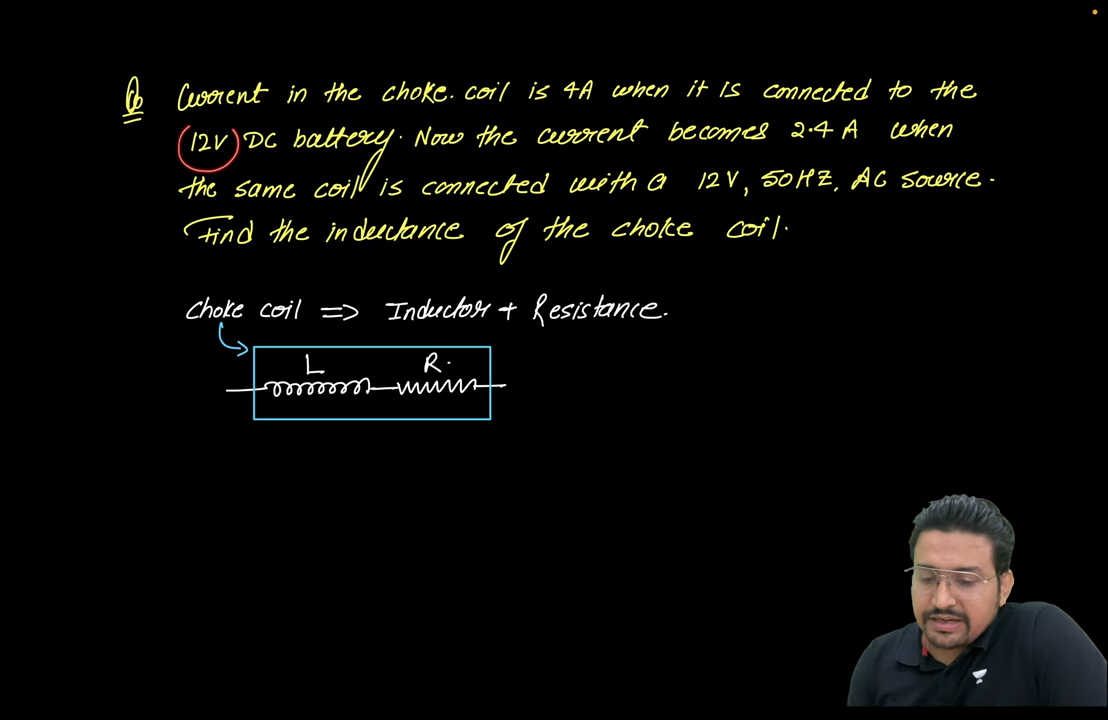 Q Current in the choke. coil is 4A when it is connected to the
12V DC battery. Now the current becomes 2.4 A when
the same coil is connected with a 12V, 50HZ, AC source.
Find the inductance of the choke coil.
choke coil => Inductor + Resistance.
L R.